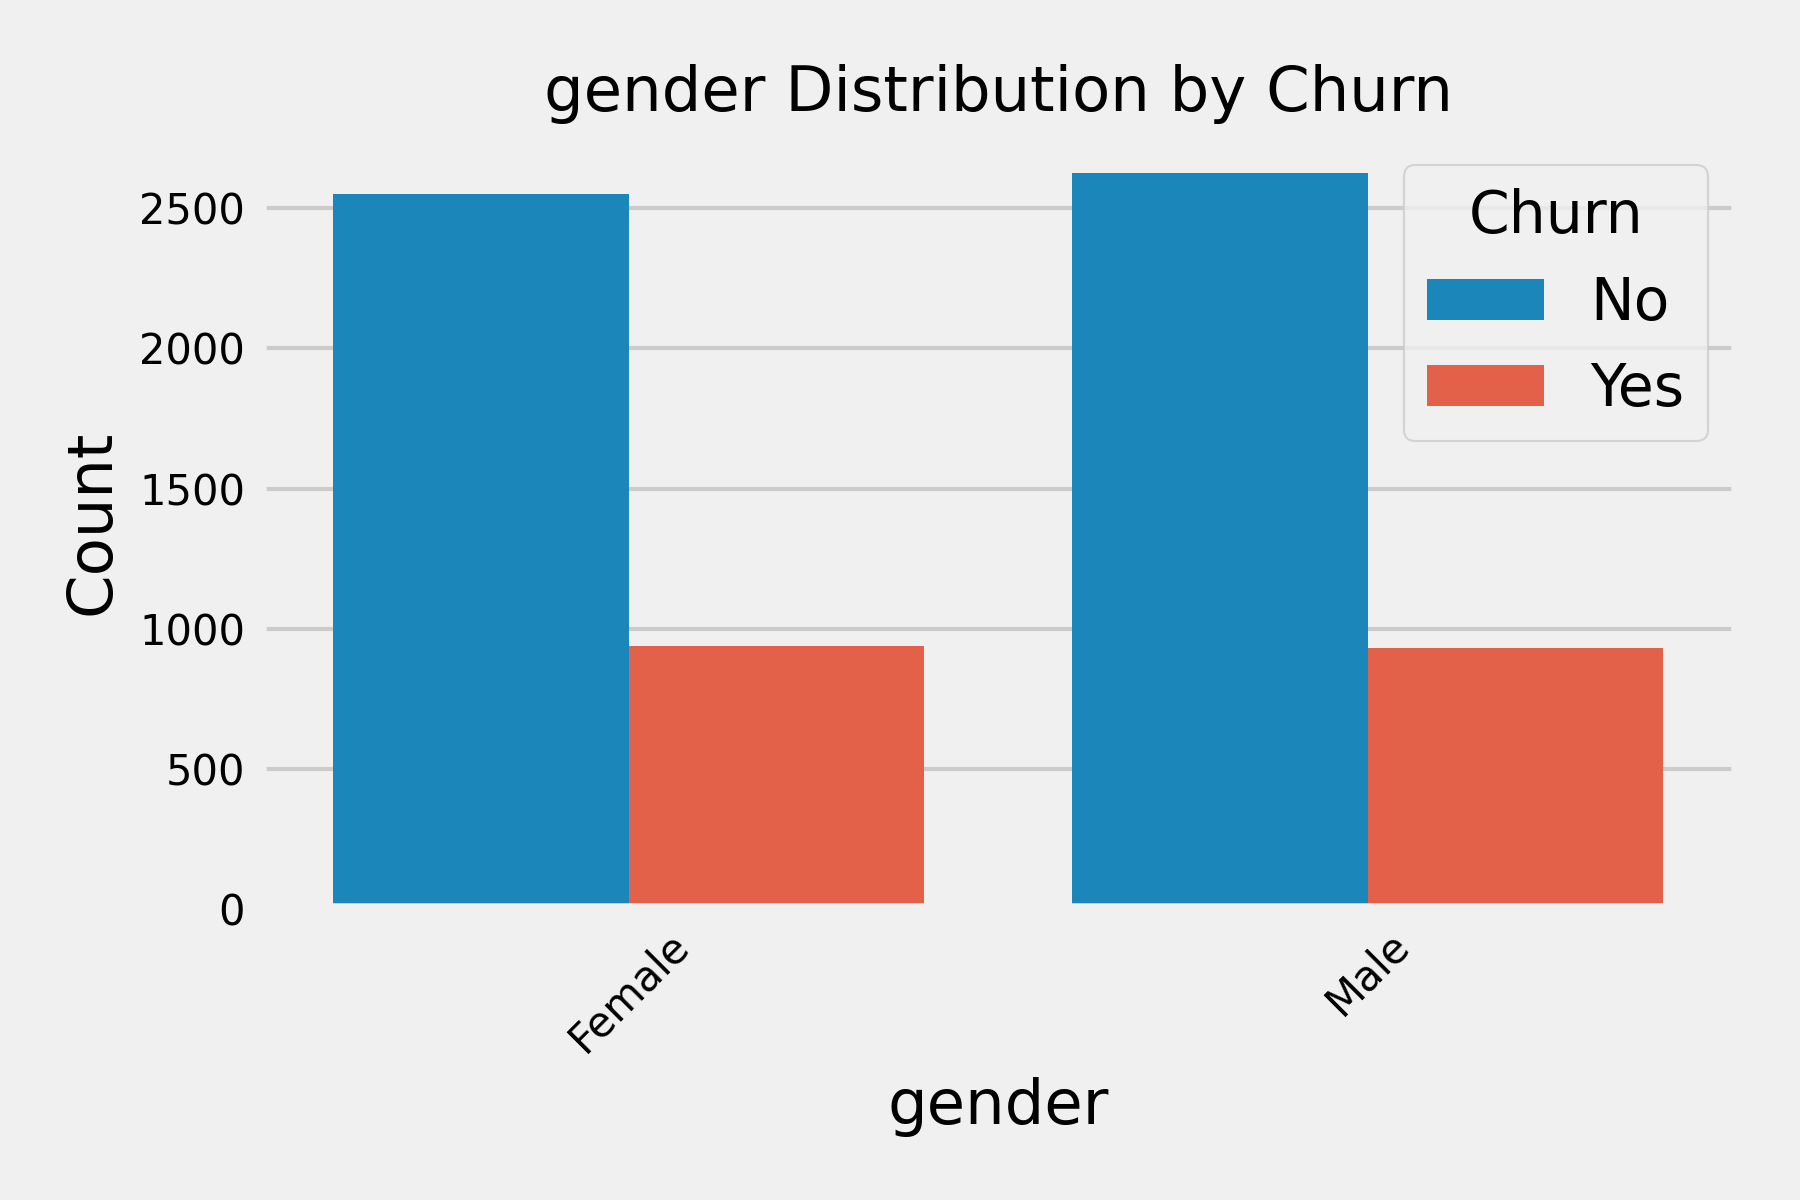 gender Distribution by Churn
Churn
No
Yes
2500
2000
1500
1000
500
0
Count
Female
Male
gender